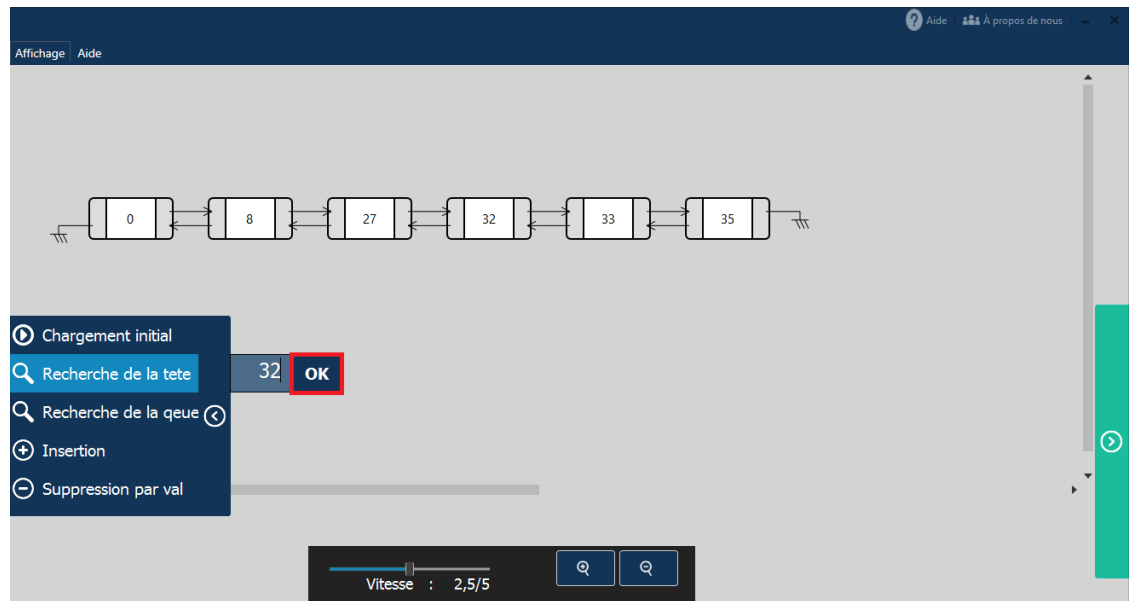 Aide À propos de nous
Affichage Aide
0 8 27 32 33 35
Chargement initial
Recherche de la tete 32 OK
Recherche de la qeue
Insertion
Suppression par val
Vitesse : 2,5/5